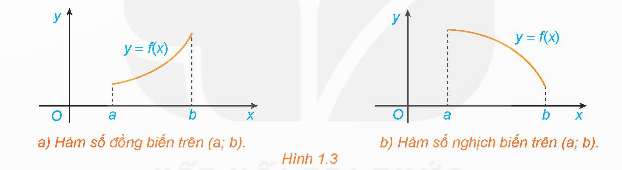 y
y = f(x)
O a b x
a) Hàm số đồng biến trên (a; b).
y
y = f(x)
O a b x
b) Hàm số nghịch biến trên (a; b).
Hình 1.3